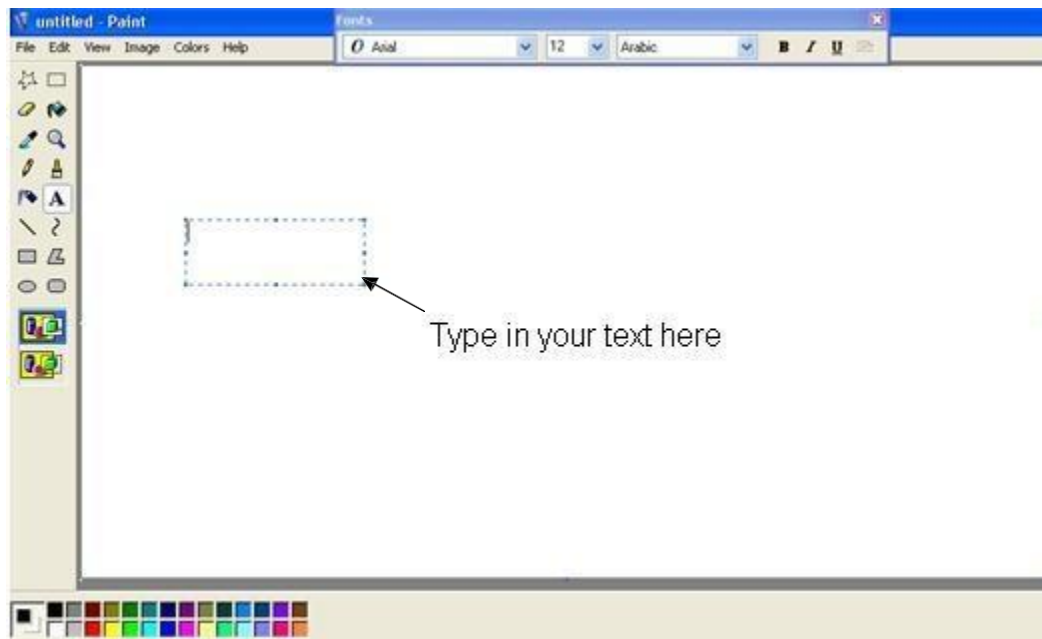 untitled - Paint
Fonts
File Edit View Image Colors Help
O Arial 12 Arabic B I U
A
Type in your text here